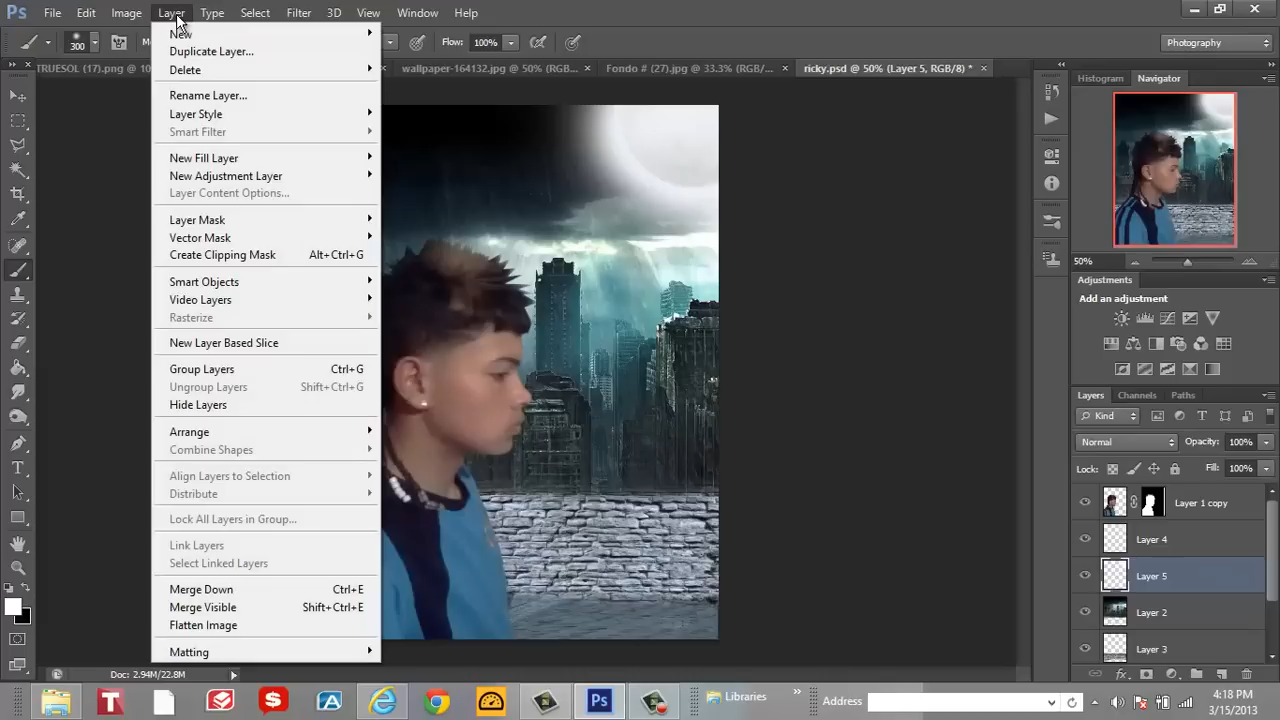 Ps File Edit Image Layer Type Select Filter 3D View Window Help
300 Flow: 100% Photography
TRUESOL (17).png @ 10 wallpaper-164132.jpg @ 50% (RGB/... × Fondo # (27).jpg @ 33.3% (RGB/... × ricky.psd @ 50% (Layer 5, RGB/8) * ×
New
Duplicate Layer...
Delete
Rename Layer...
Layer Style
Smart Filter
New Fill Layer
New Adjustment Layer
Layer Content Options...
Layer Mask
Vector Mask
Create Clipping Mask Alt+Ctrl+G
Smart Objects
Video Layers
Rasterize
New Layer Based Slice
Group Layers Ctrl+G
Ungroup Layers Shift+Ctrl+G
Hide Layers
Arrange
Combine Shapes
Align Layers to Selection
Distribute
Lock All Layers in Group...
Link Layers
Select Linked Layers
Merge Down Ctrl+E
Merge Visible Shift+Ctrl+E
Flatten Image
Matting
Histogram Navigator
50%
Adjustments
Add an adjustment
Layers Channels Paths
Kind
Normal Opacity: 100%
Lock: Fill: 100%
Layer 1 copy
Layer 4
Layer 5
Layer 2
Layer 3
Doc: 2.94M/22.8M
Libraries » Address
4:18 PM
3/15/2013